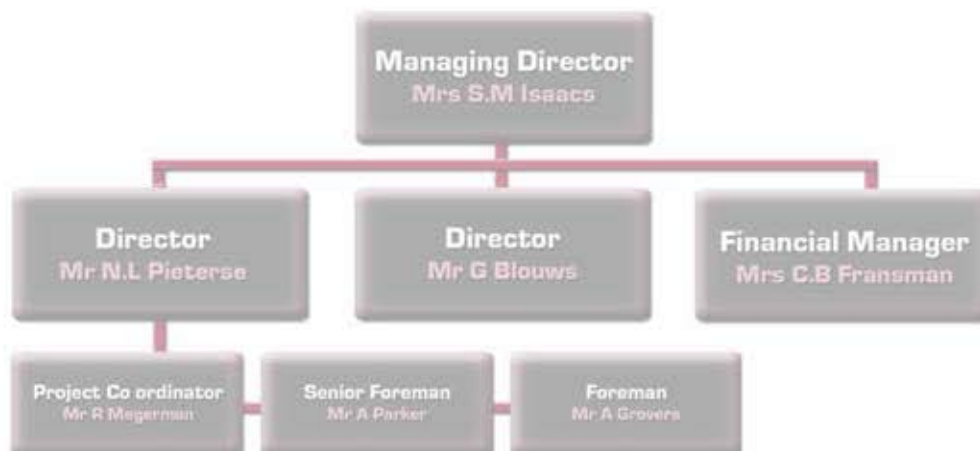 Managing Director
Mrs S.M Isaacs
Director
Mr N.L Pieterse
Director
Mr G Blouws
Financial Manager
Mrs C.B Fransman
Project Co ordinator
Mr R Megerman
Senior Foreman
Mr A Parker
Foreman
Mr A Grovers